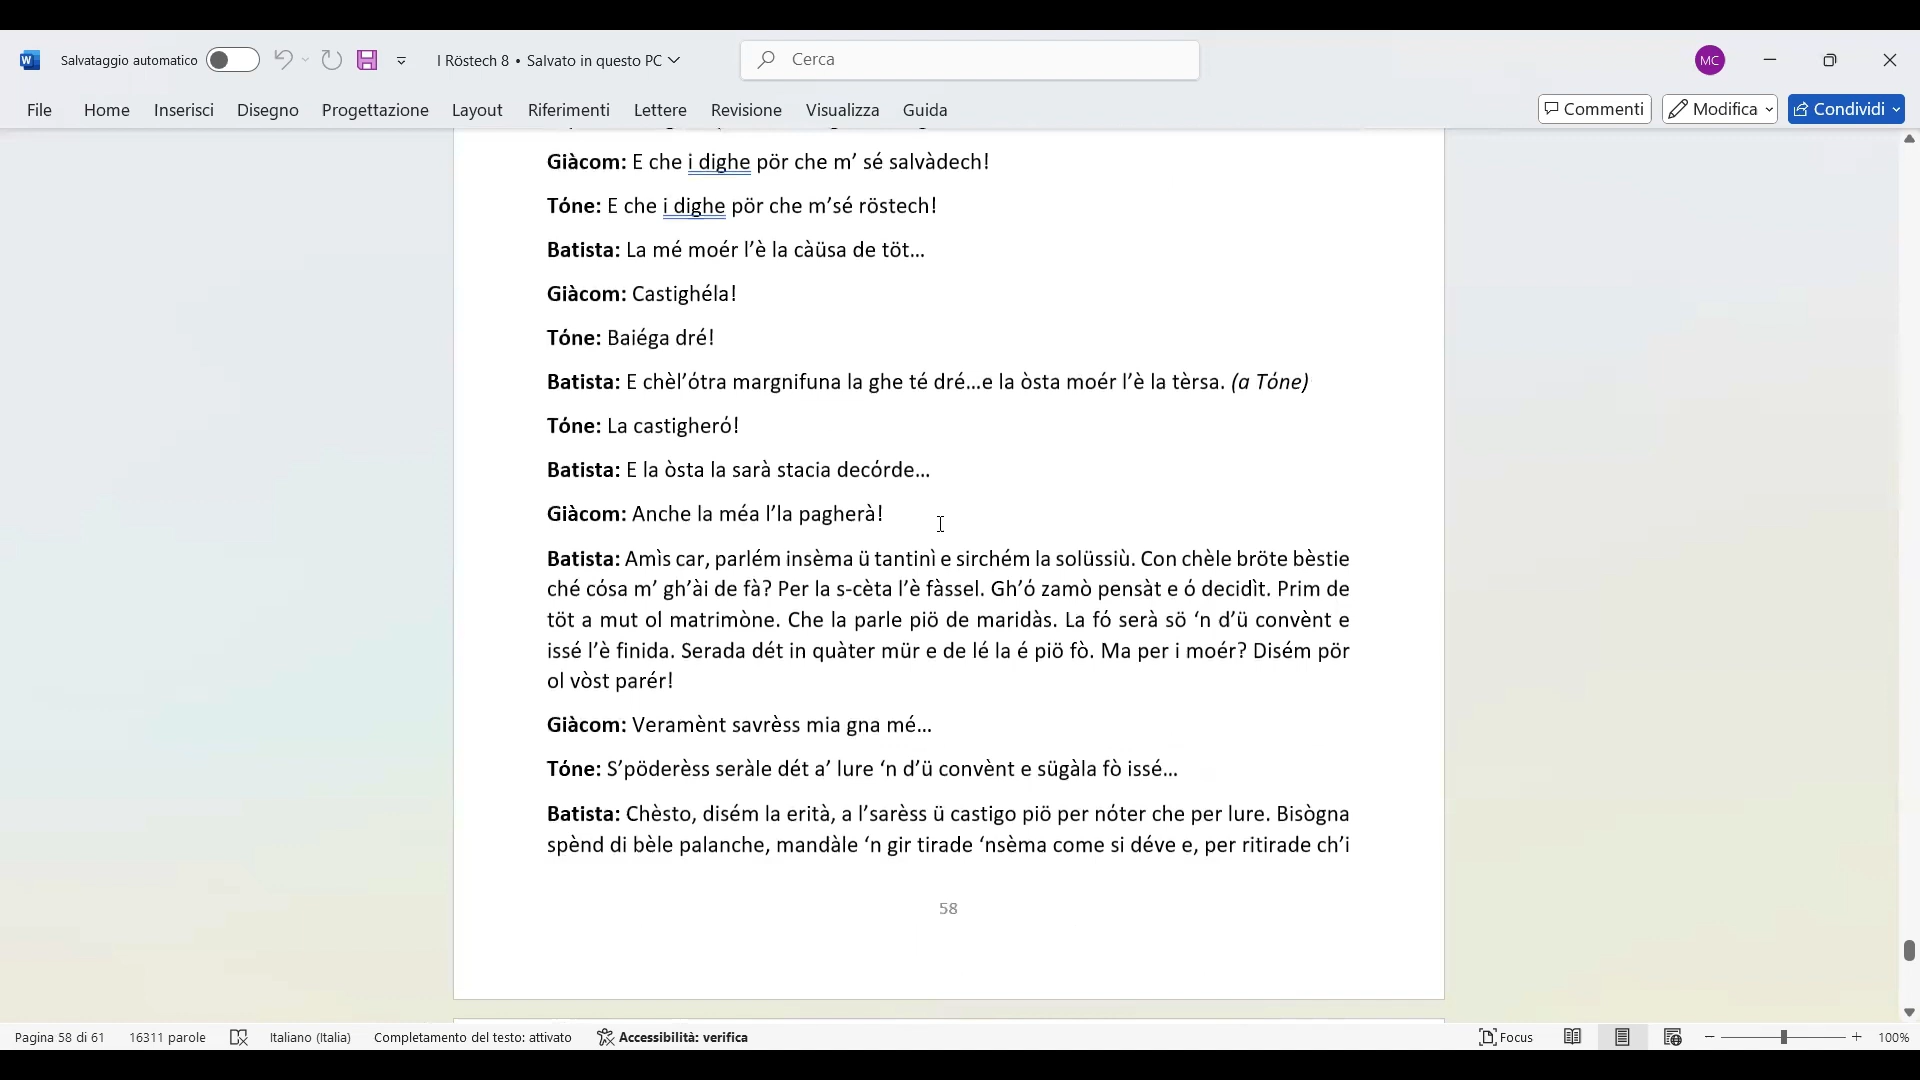 Salvataggio automatico
I Röstech 8 • Salvato in questo PC
Cerca
MC
File Home Inserisci Disegno Progettazione Layout Riferimenti Lettere Revisione Visualizza Guida
Commenti Modifica Condividi
Giàcom: E che i dighe pör che m’ sé salvàdech!
Tóne: E che i dighe pör che m’sé röstech!
Batista: La mé moér l’è la càüsa de töt…
Giàcom: Castighéla!
Tóne: Baiéga dré!
Batista: E chèl’ótra margnifuna la ghe té dré…e la òsta moér l’è la tèrsa. (a Tóne)
Tóne: La castigheró!
Batista: E la òsta la sarà stacia decórde…
Giàcom: Anche la méa l’la pagherà!
Batista: Amìs car, parlém insèma ü tantinì e sirchém la solüssiù. Con chèle bröte bèstie
ché cósa m’ gh’ài de fà? Per la s-cèta l’è fàssel. Gh’ó zamò pensàt e ó decidìt. Prim de
töt a mut ol matrimòne. Che la parle piö de maridàs. La fó serà sö ‘n d’ü convènt e
issé l’è finida. Serada dét in quàter mür e de lé la é piö fò. Ma per i moér? Disém pör
ol vòst parér!
Giàcom: Veramènt savrèss mia gna mé…
Tóne: S’pöderèss seràle dét a’ lure ‘n d’ü convènt e sügàla fò issé…
Batista: Chèsto, disém la erità, a l’sarèss ü castigo piö per nóter che per lure. Bisògna
spènd di bèle palanche, mandàle ‘n gir tirade ‘nsèma come si déve e, per ritirade ch’i
58
Pagina 58 di 61 16311 parole Italiano (Italia) Completamento del testo: attivato Accessibilità: verifica
Focus 100%